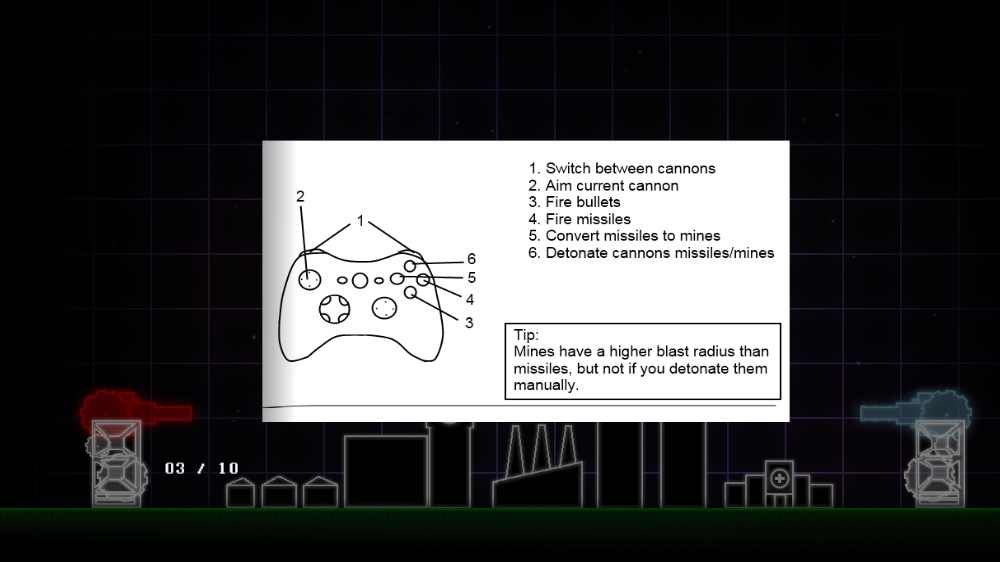 2
1
6
5
4
3
1. Switch between cannons
2. Aim current cannon
3. Fire bullets
4. Fire missiles
5. Convert missiles to mines
6. Detonate cannons missiles/mines
Tip:
Mines have a higher blast radius than
missiles, but not if you detonate them
manually.
03 / 10